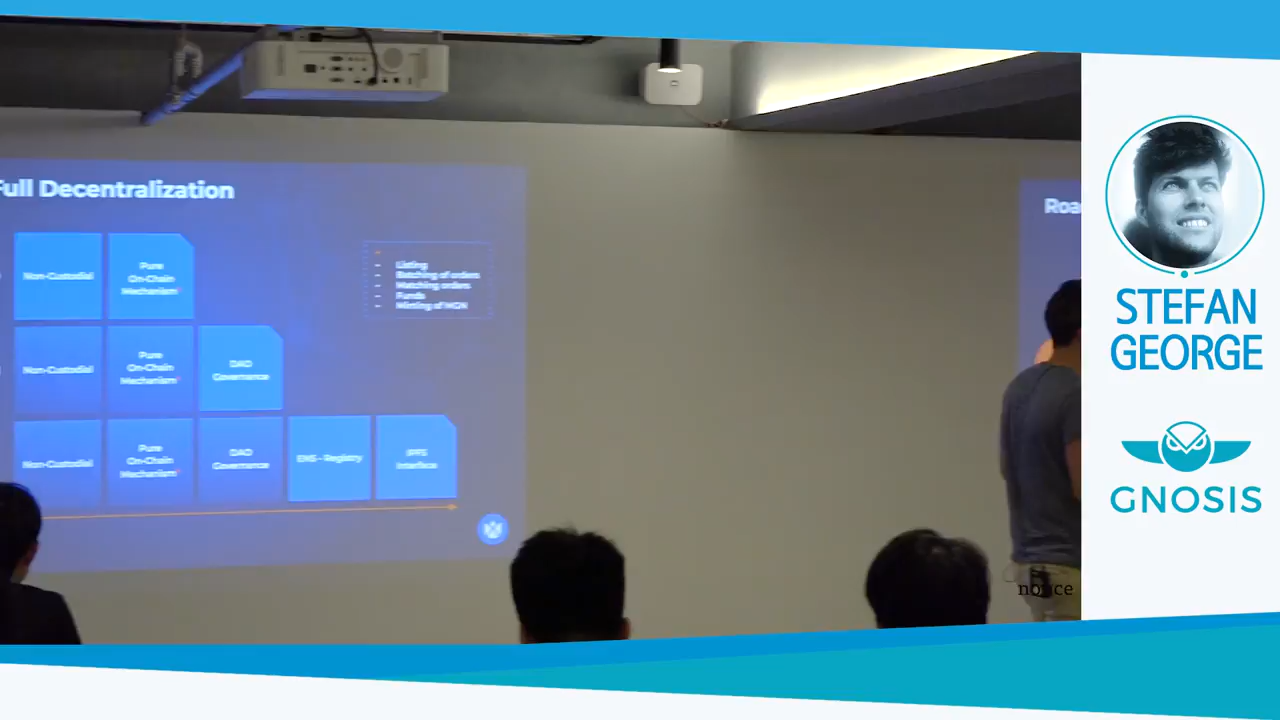 Full Decentralization
Non-Custodial
Pure
On-Chain
Mechanism*
Listing
Batching of orders
Matching orders
Funds
Minting of MGN
Non-Custodial
Pure
On-Chain
Mechanism*
DAO
Governance
Non-Custodial
Pure
On-Chain
Mechanism*
DAO
Governance
ENS - Registry
IPFS
Interface
STEFAN
GEORGE
GNOSIS